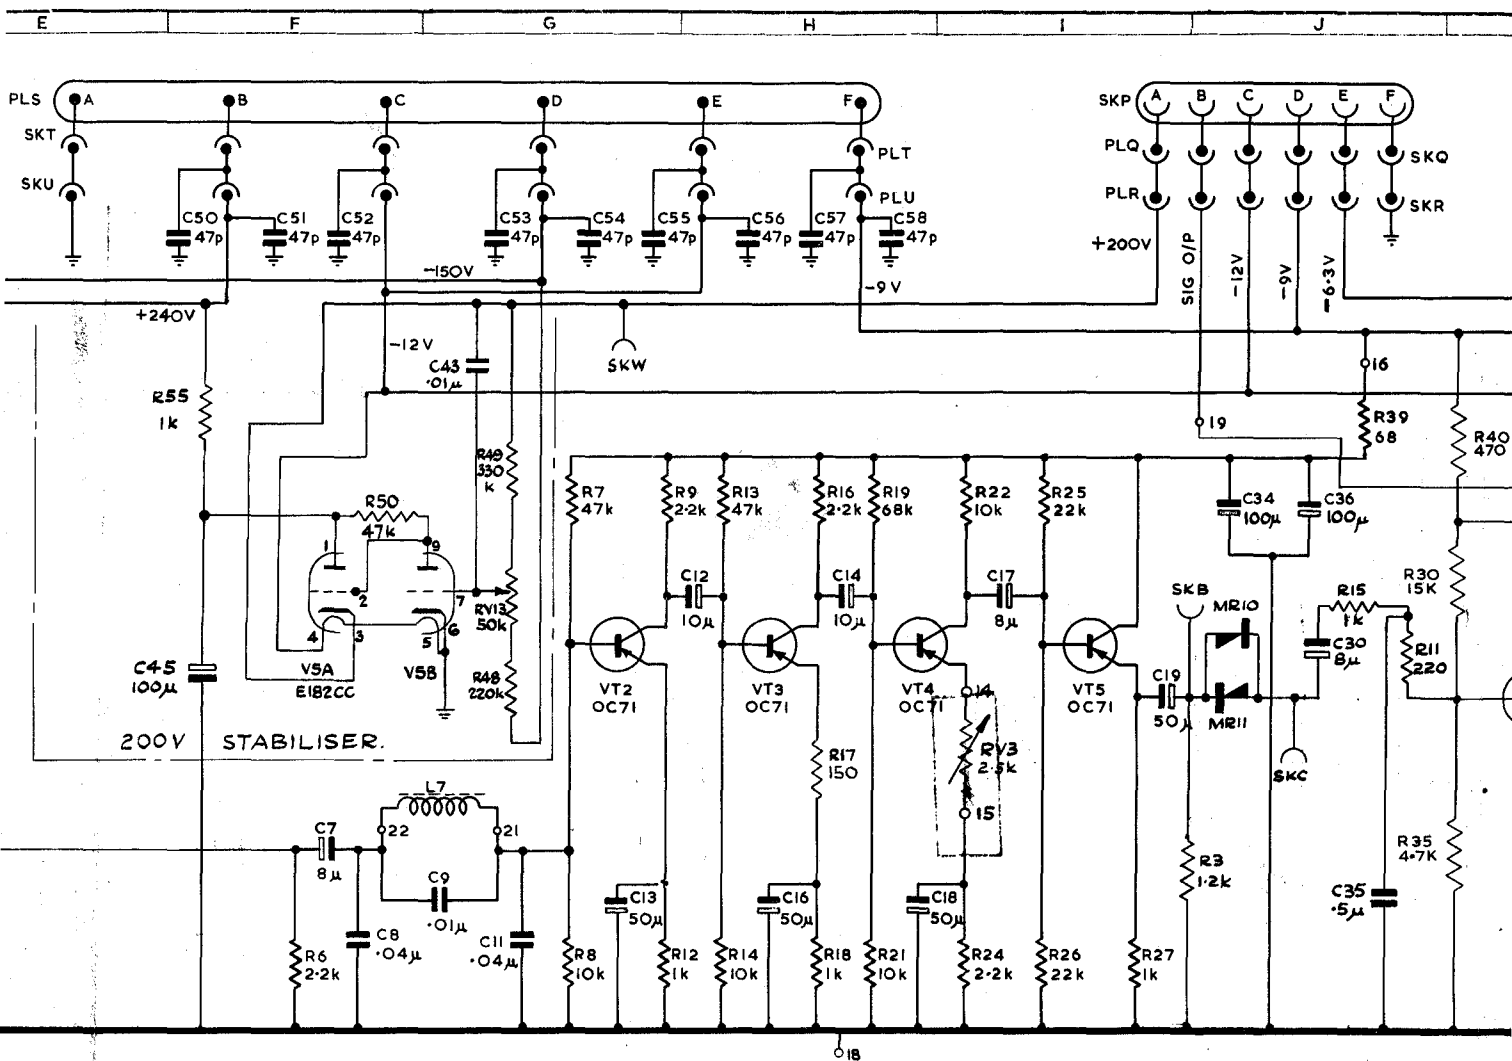 E F G H I J
PLS A B C D E F
SKP A B C D E F
SKT
PLT
PLQ
SKQ
SKU
PLU
PLR
SKR
C50
47p
C51
47p
C52
47p
C53
47p
C54
47p
C55
47p
C56
47p
C57
47p
C58
47p
+200V
SIG O/P
-12V
-9V
-6·3V
-150V
-9V
+240V
-12V
C43
·01μ
SKW
16
R55
1k
19
R39
68
R40
470
R49
330
k
R50
47k
R7
47k
R9
2·2k
R13
47k
R16
2·2k
R19
68k
R22
10k
R25
22k
C34
100μ
C36
100μ
1
9
2
7
4
3
5
6
RV13
50k
C12
10μ
C14
10μ
C17
8μ
SKB
MR10
R15
1k
R30
15K
C30
8μ
R11
220
C45
100μ
V5A
E182CC
V5B
R48
220k
VT2
OC71
VT3
OC71
VT4
OC71
14
VT5
OC71
C19
50μ
MR11
200V STABILISER.
R17
150
RV3
2·5k
SKC
L7
15
22
21
C7
8μ
C9
·01μ
R3
1·2k
R35
4·7K
C13
50μ
C16
50μ
C18
50μ
C35
·5μ
R6
2·2k
C8
·04μ
C11
·04μ
R8
10k
R12
1k
R14
10k
R18
1k
R21
10k
R24
2·2k
R26
22k
R27
1k
18